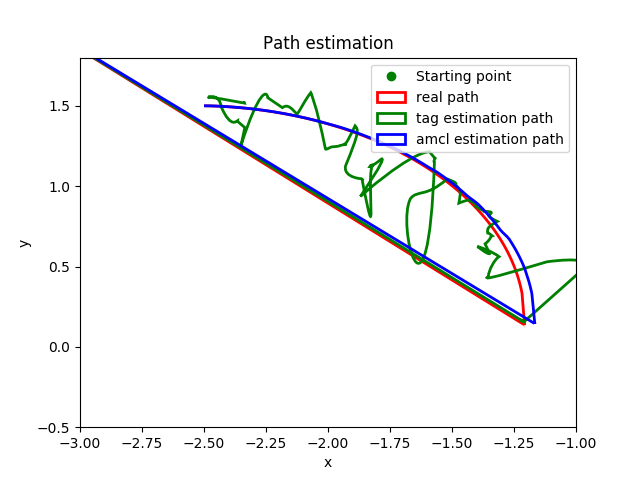 Path estimation
Starting point
real path
tag estimation path
amcl estimation path
y
1.5
1.0
0.5
0.0
−0.5
−3.00 −2.75 −2.50 −2.25 −2.00 −1.75 −1.50 −1.25 −1.00
x